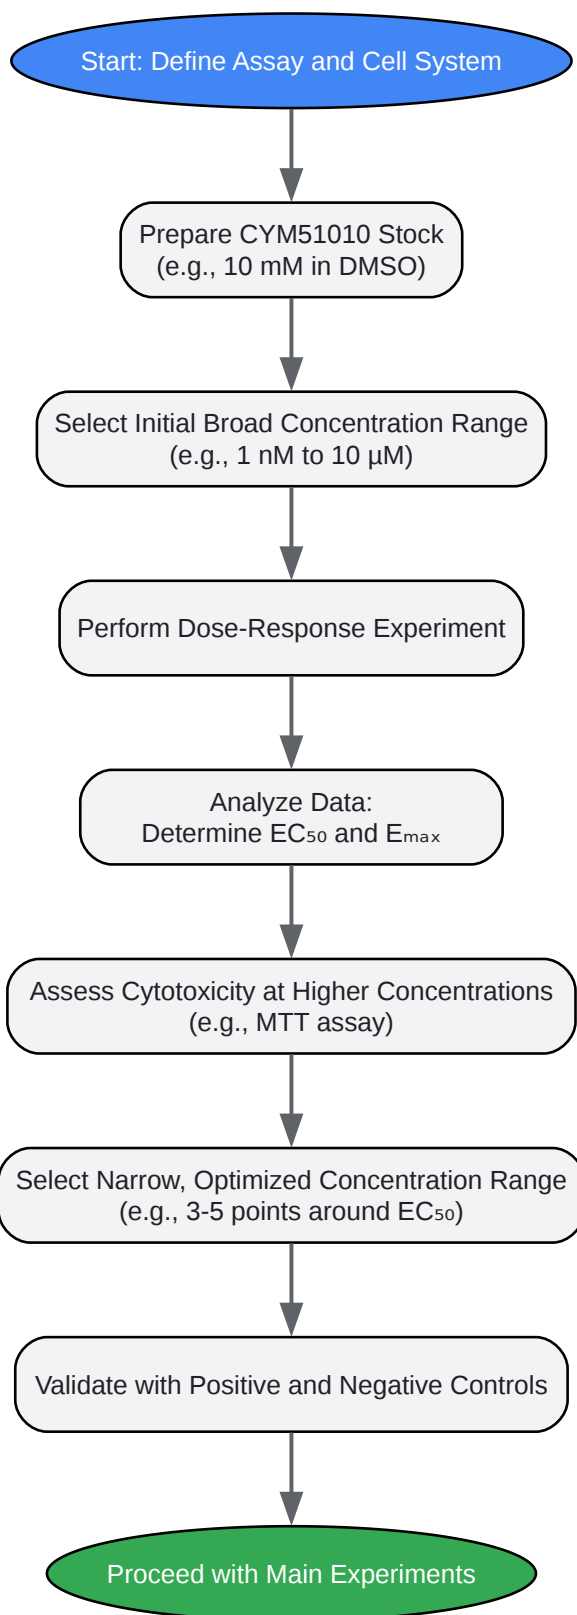 Start: Define Assay and Cell System
Prepare CYM51010 Stock
(e.g., 10 mM in DMSO)
Select Initial Broad Concentration Range
(e.g., 1 nM to 10 µM)
Perform Dose-Response Experiment
Analyze Data:
Determine EC₅₀ and Eₘₐₓ
Assess Cytotoxicity at Higher Concentrations
(e.g., MTT assay)
Select Narrow, Optimized Concentration Range
(e.g., 3-5 points around EC₅₀)
Validate with Positive and Negative Controls
Proceed with Main Experiments